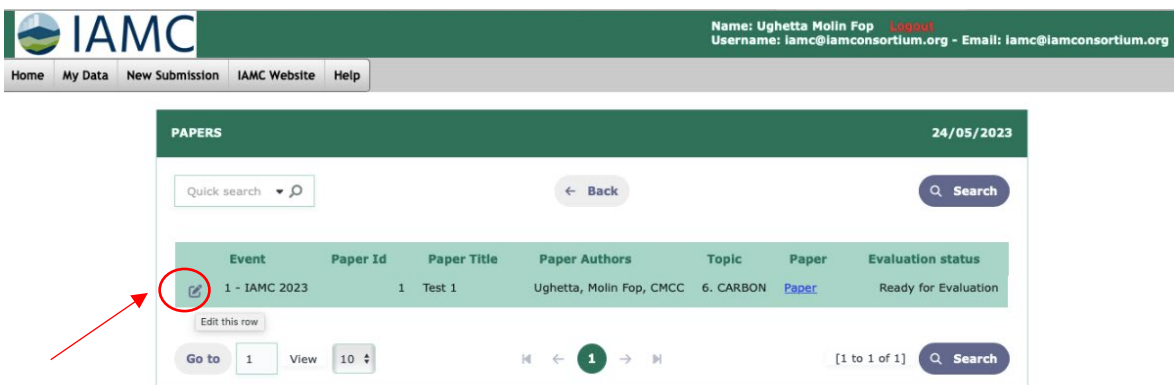 IAMC
Name: Ughetta Molin Fop Logout
Username: iamc@iamconsortium.org - Email: iamc@iamconsortium.org
Home My Data New Submission IAMC Website Help
PAPERS 24/05/2023
Quick search ← Back Search
Event Paper Id Paper Title Paper Authors Topic Paper Evaluation status
1 - IAMC 2023 1 Test 1 Ughetta, Molin Fop, CMCC 6. CARBON Paper Ready for Evaluation
Edit this row
Go to 1 View 10 1 [1 to 1 of 1] Search